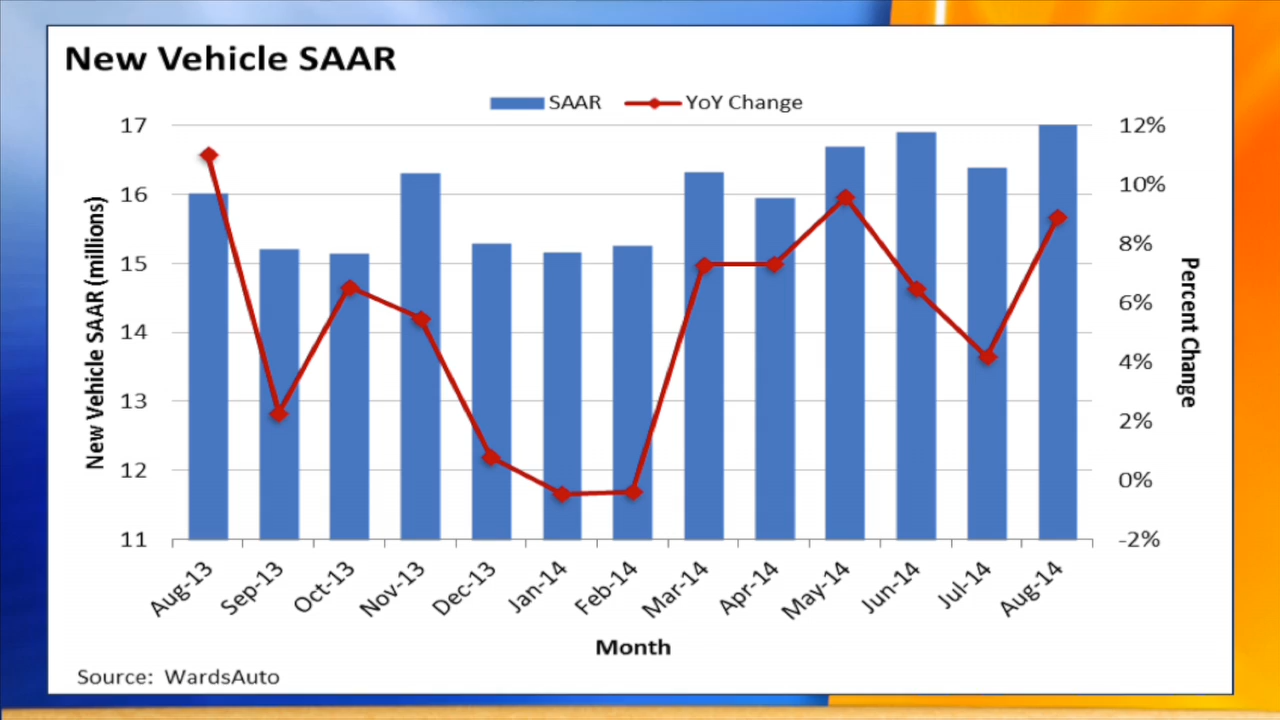 New Vehicle SAAR
SAAR YoY Change
17
16
15
14
13
12
11
New Vehicle SAAR (millions)
12%
10%
8%
6%
4%
2%
0%
-2%
Percent Change
Aug-13 Sep-13 Oct-13 Nov-13 Dec-13 Jan-14 Feb-14 Mar-14 Apr-14 May-14 Jun-14 Jul-14 Aug-14
Month
Source: WardsAuto